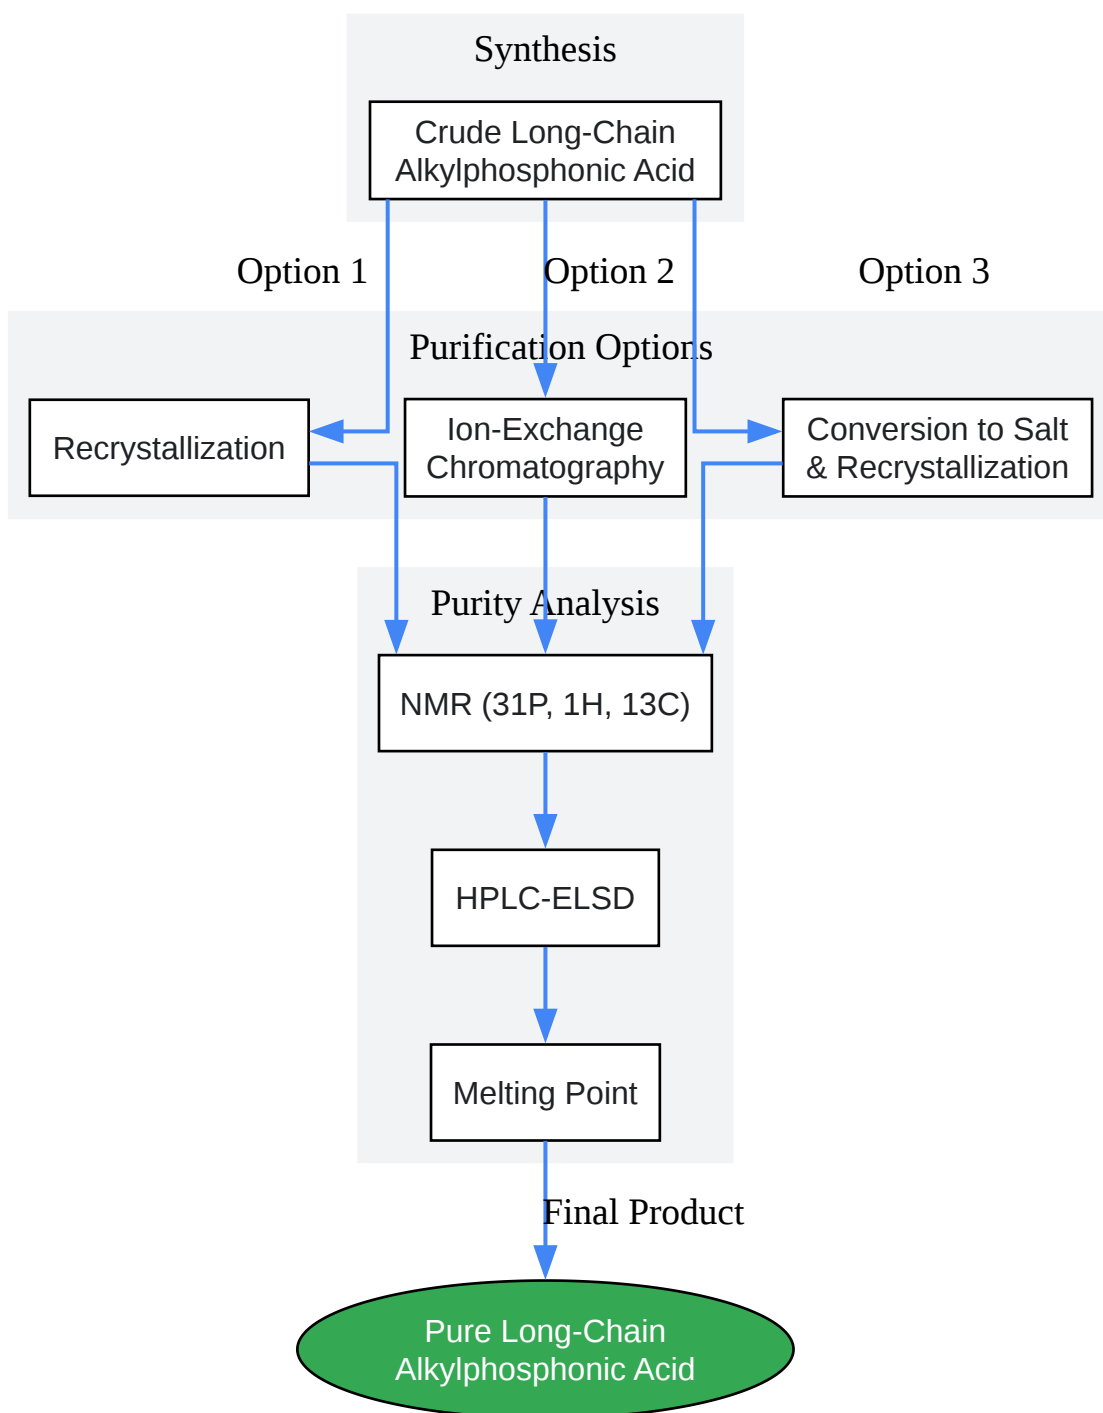 Synthesis
Crude Long-Chain
Alkylphosphonic Acid
Option 1
Option 2
Option 3
Purification Options
Recrystallization
Ion-Exchange
Chromatography
Conversion to Salt
& Recrystallization
Purity Analysis
NMR (31P, 1H, 13C)
HPLC-ELSD
Melting Point
Final Product
Pure Long-Chain
Alkylphosphonic Acid